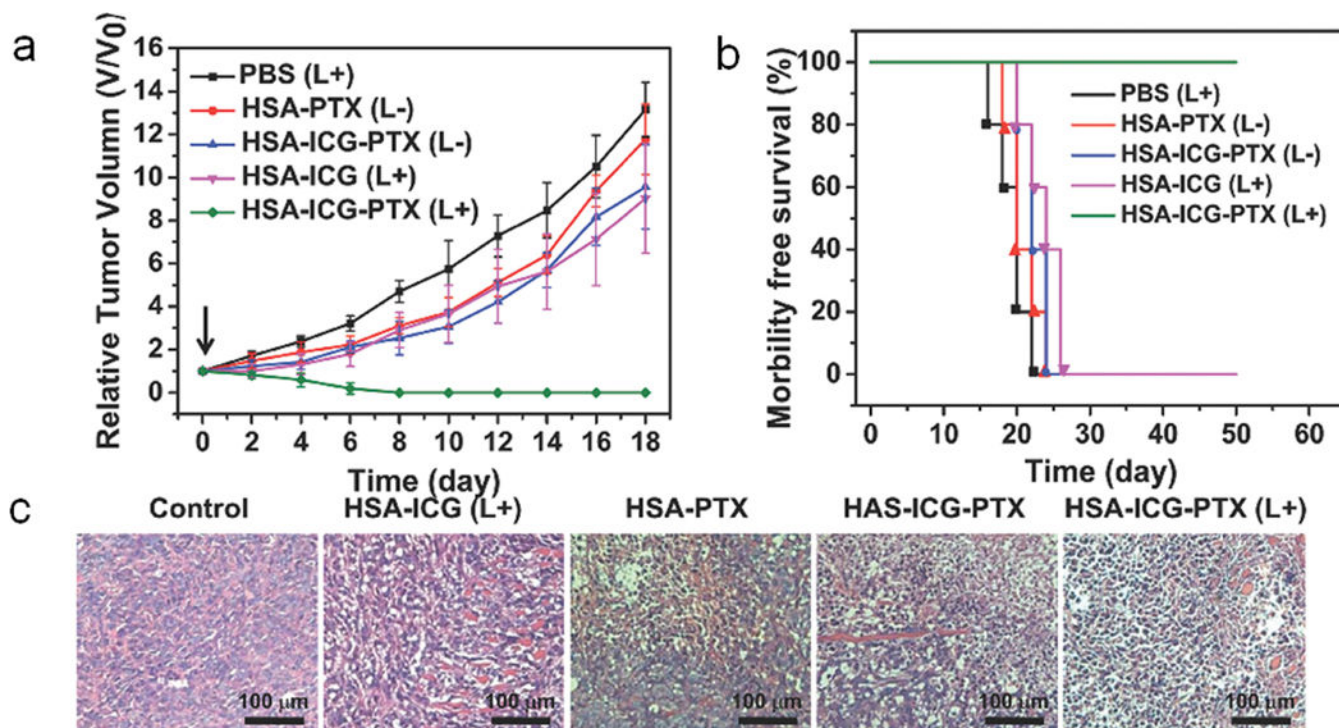 a
Relative Tumor Volumn (V/V0)
16
14
12
10
8
6
4
2
0
PBS (L+)
HSA-PTX (L-)
HSA-ICG-PTX (L-)
HSA-ICG (L+)
HSA-ICG-PTX (L+)
0 2 4 6 8 10 12 14 16 18
Time (day)
b
Morbility free survival (%)
100
80
60
40
20
0
PBS (L+)
HSA-PTX (L-)
HSA-ICG-PTX (L-)
HSA-ICG (L+)
HSA-ICG-PTX (L+)
0 10 20 30 40 50 60
Time (day)
c
Control HSA-ICG (L+) HSA-PTX HAS-ICG-PTX HSA-ICG-PTX (L+)
100 µm 100 µm 100 µm 100 µm 100 µm